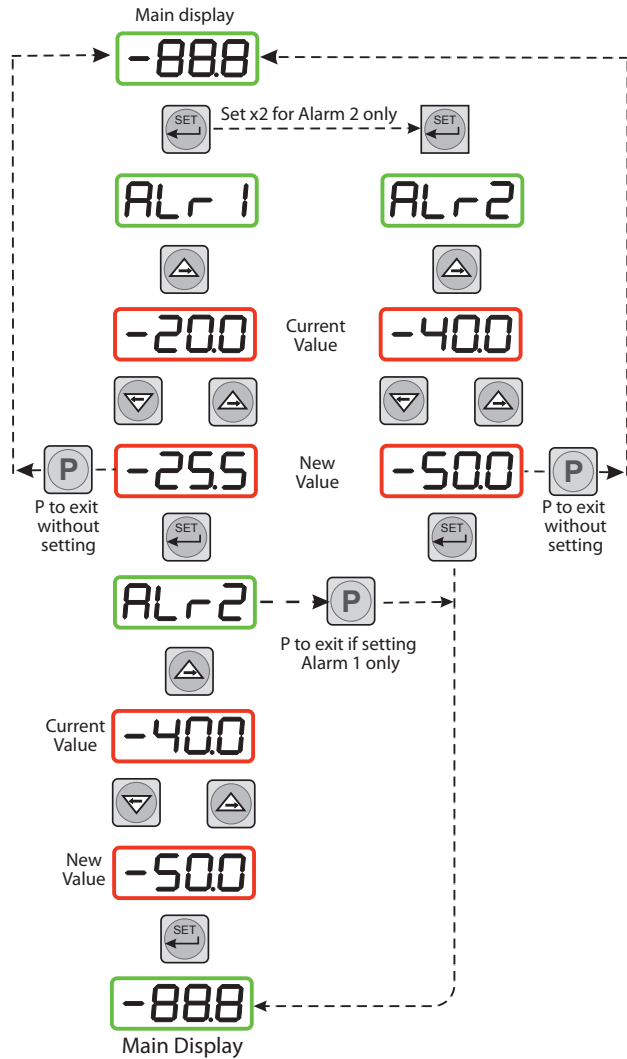 Main display
-88.8
SET
Set x2 for Alarm 2 only
SET
ALr 1
ALr2
-20.0
Current
Value
-40.0
P
-25.5
New
Value
-50.0
P
P to exit
without
setting
SET
SET
P to exit
without
setting
ALr2
P
P to exit if setting
Alarm 1 only
Current
Value
-40.0
New
Value
-50.0
SET
-88.8
Main Display